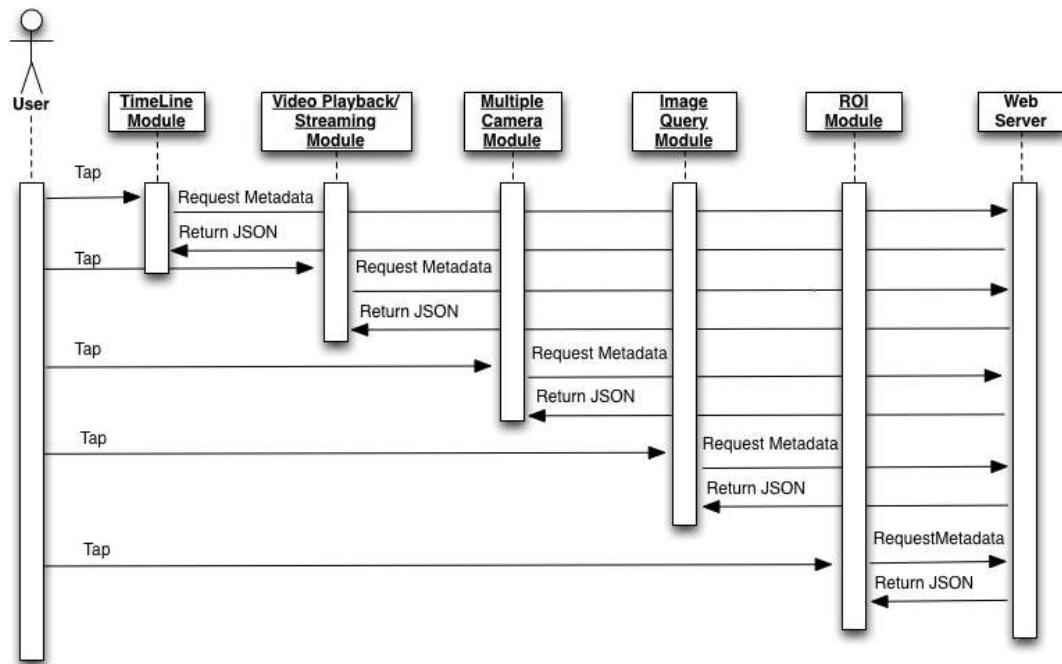 User
TimeLine
Module
Video Playback/
Streaming
Module
Multiple
Camera
Module
Image
Query
Module
ROI
Module
Web
Server
Tap
Request Metadata
Return JSON
Tap
Request Metadata
Return JSON
Tap
Request Metadata
Return JSON
Tap
Request Metadata
Return JSON
Tap
RequestMetadata
Return JSON